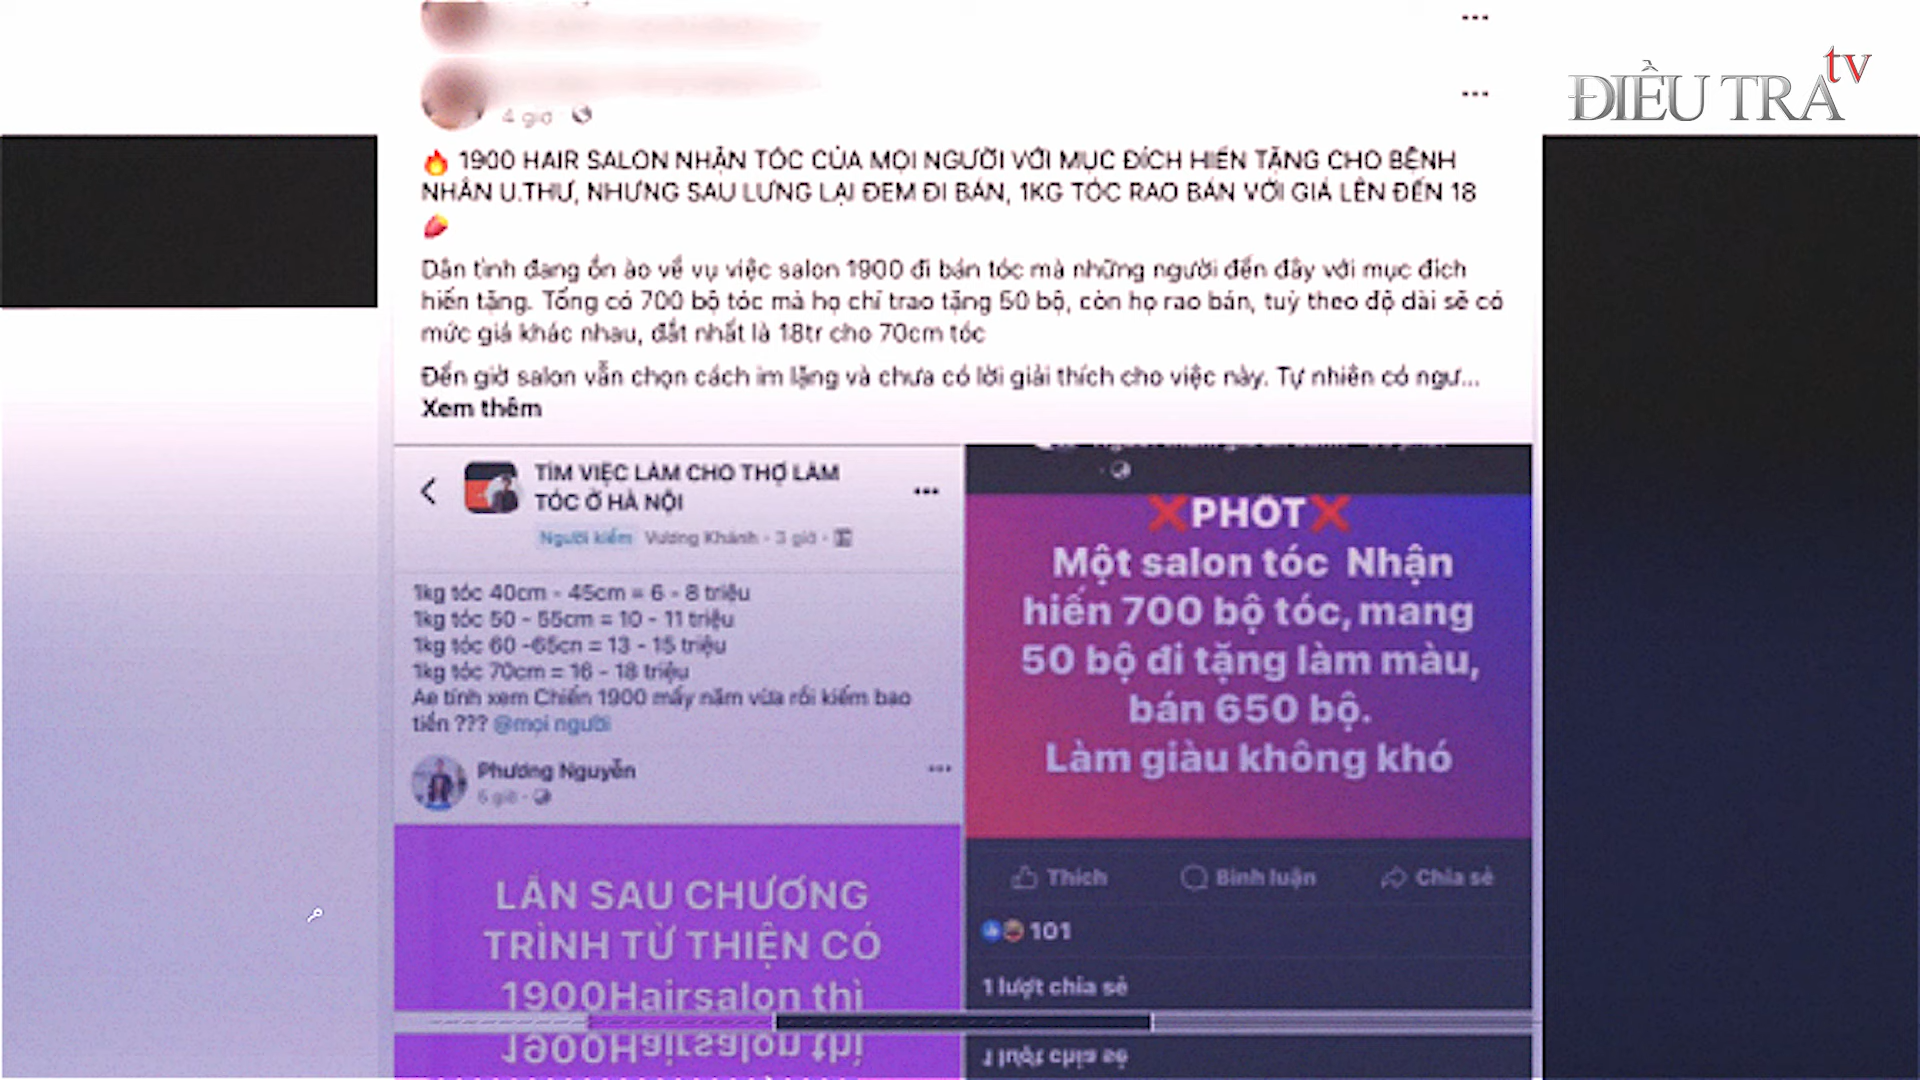 ĐIỀU TRA tv
4 giờ
1900 HAIR SALON NHẬN TÓC CỦA MỌI NGƯỜI VỚI MỤC ĐÍCH HIẾN TẶNG CHO BỆNH
NHÂN U.THƯ, NHƯNG SAU LƯNG LẠI ĐEM ĐI BÁN, 1KG TÓC RAO BÁN VỚI GIÁ LÊN ĐẾN 18
Dân tình đang ồn ào về vụ việc salon 1900 đi bán tóc mà những người đến đây với mục đích
hiến tặng. Tổng có 700 bộ tóc mà họ chỉ trao tặng 50 bộ, còn họ rao bán, tuỳ theo độ dài sẽ có
mức giá khác nhau, đắt nhất là 18tr cho 70cm tóc
Đến giờ salon vẫn chọn cách im lặng và chưa có lời giải thích cho việc này. Tự nhiên có ngư...
Xem thêm
TÌM VIỆC LÀM CHO THỢ LÀM
TÓC Ở HÀ NỘI
Người kiểm Vương Khánh · 3 giờ ·
1kg tóc 40cm - 45cm = 6 - 8 triệu
1kg tóc 50 - 55cm = 10 - 11 triệu
1kg tóc 60 -65cn = 13 - 15 triệu
1kg tóc 70cm = 16 - 18 triệu
Ae tính xem Chiến 1900 mấy năm vừa rồi kiếm bao
tiền ??? @mọi người
Phương Nguyễn
5 giờ ·
LẦN SAU CHƯƠNG
TRÌNH TỪ THIỆN CÓ
1900Hairsalon thì
❌PHỐT❌
Một salon tóc Nhận
hiến 700 bộ tóc, mang
50 bộ đi tặng làm màu,
bán 650 bộ.
Làm giàu không khó
Thích Bình luận Chia sẻ
101
1 lượt chia sẻ